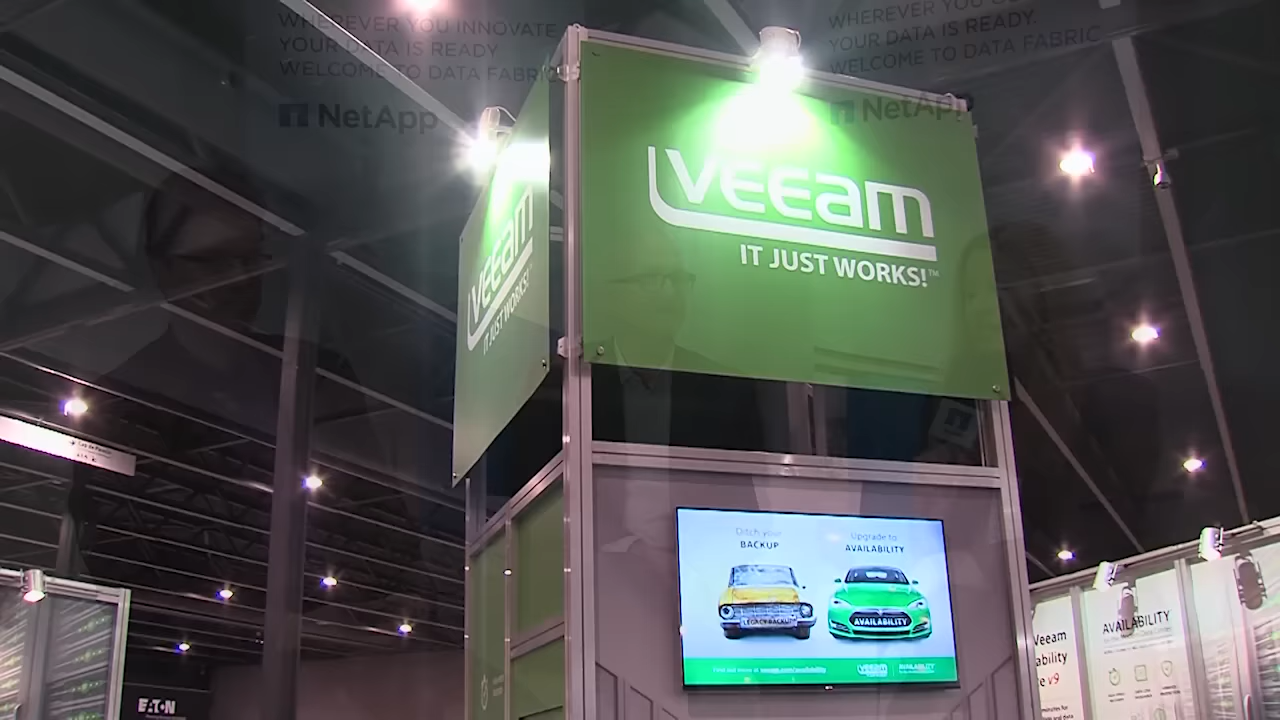 WHEREVER YOU INNOVATE
YOUR DATA IS READY
WELCOME TO DATA FABRIC
NetApp
WHEREVER YOU
YOUR DATA IS READY.
WELCOME TO DATA FABRIC
NetApp
veeam
IT JUST WORKS!™
veeam
IT JUST WORKS!
Ditch your
BACKUP
Upgrade to
AVAILABILITY
LEGACY BACKUP
AVAILABILITY
veeam
AVAILABILITY
EATON
Veeam
ability
v9
AVAILABILITY